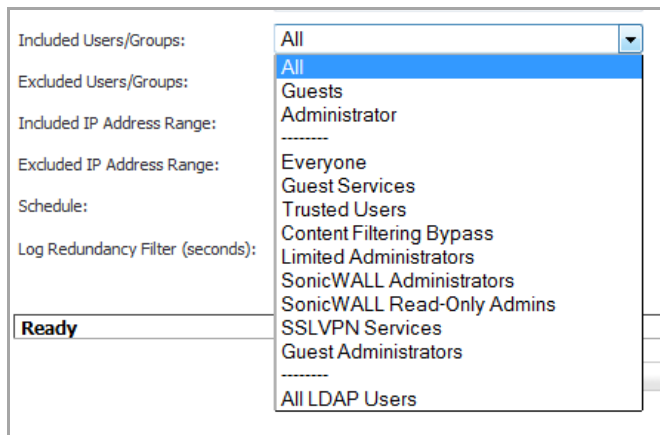 Included Users/Groups:
All
Excluded Users/Groups:
Included IP Address Range:
Excluded IP Address Range:
Schedule:
Log Redundancy Filter (seconds):
Ready
All
Guests
Administrator
--------
Everyone
Guest Services
Trusted Users
Content Filtering Bypass
Limited Administrators
SonicWALL Administrators
SonicWALL Read-Only Admins
SSLVPN Services
Guest Administrators
--------
All LDAP Users